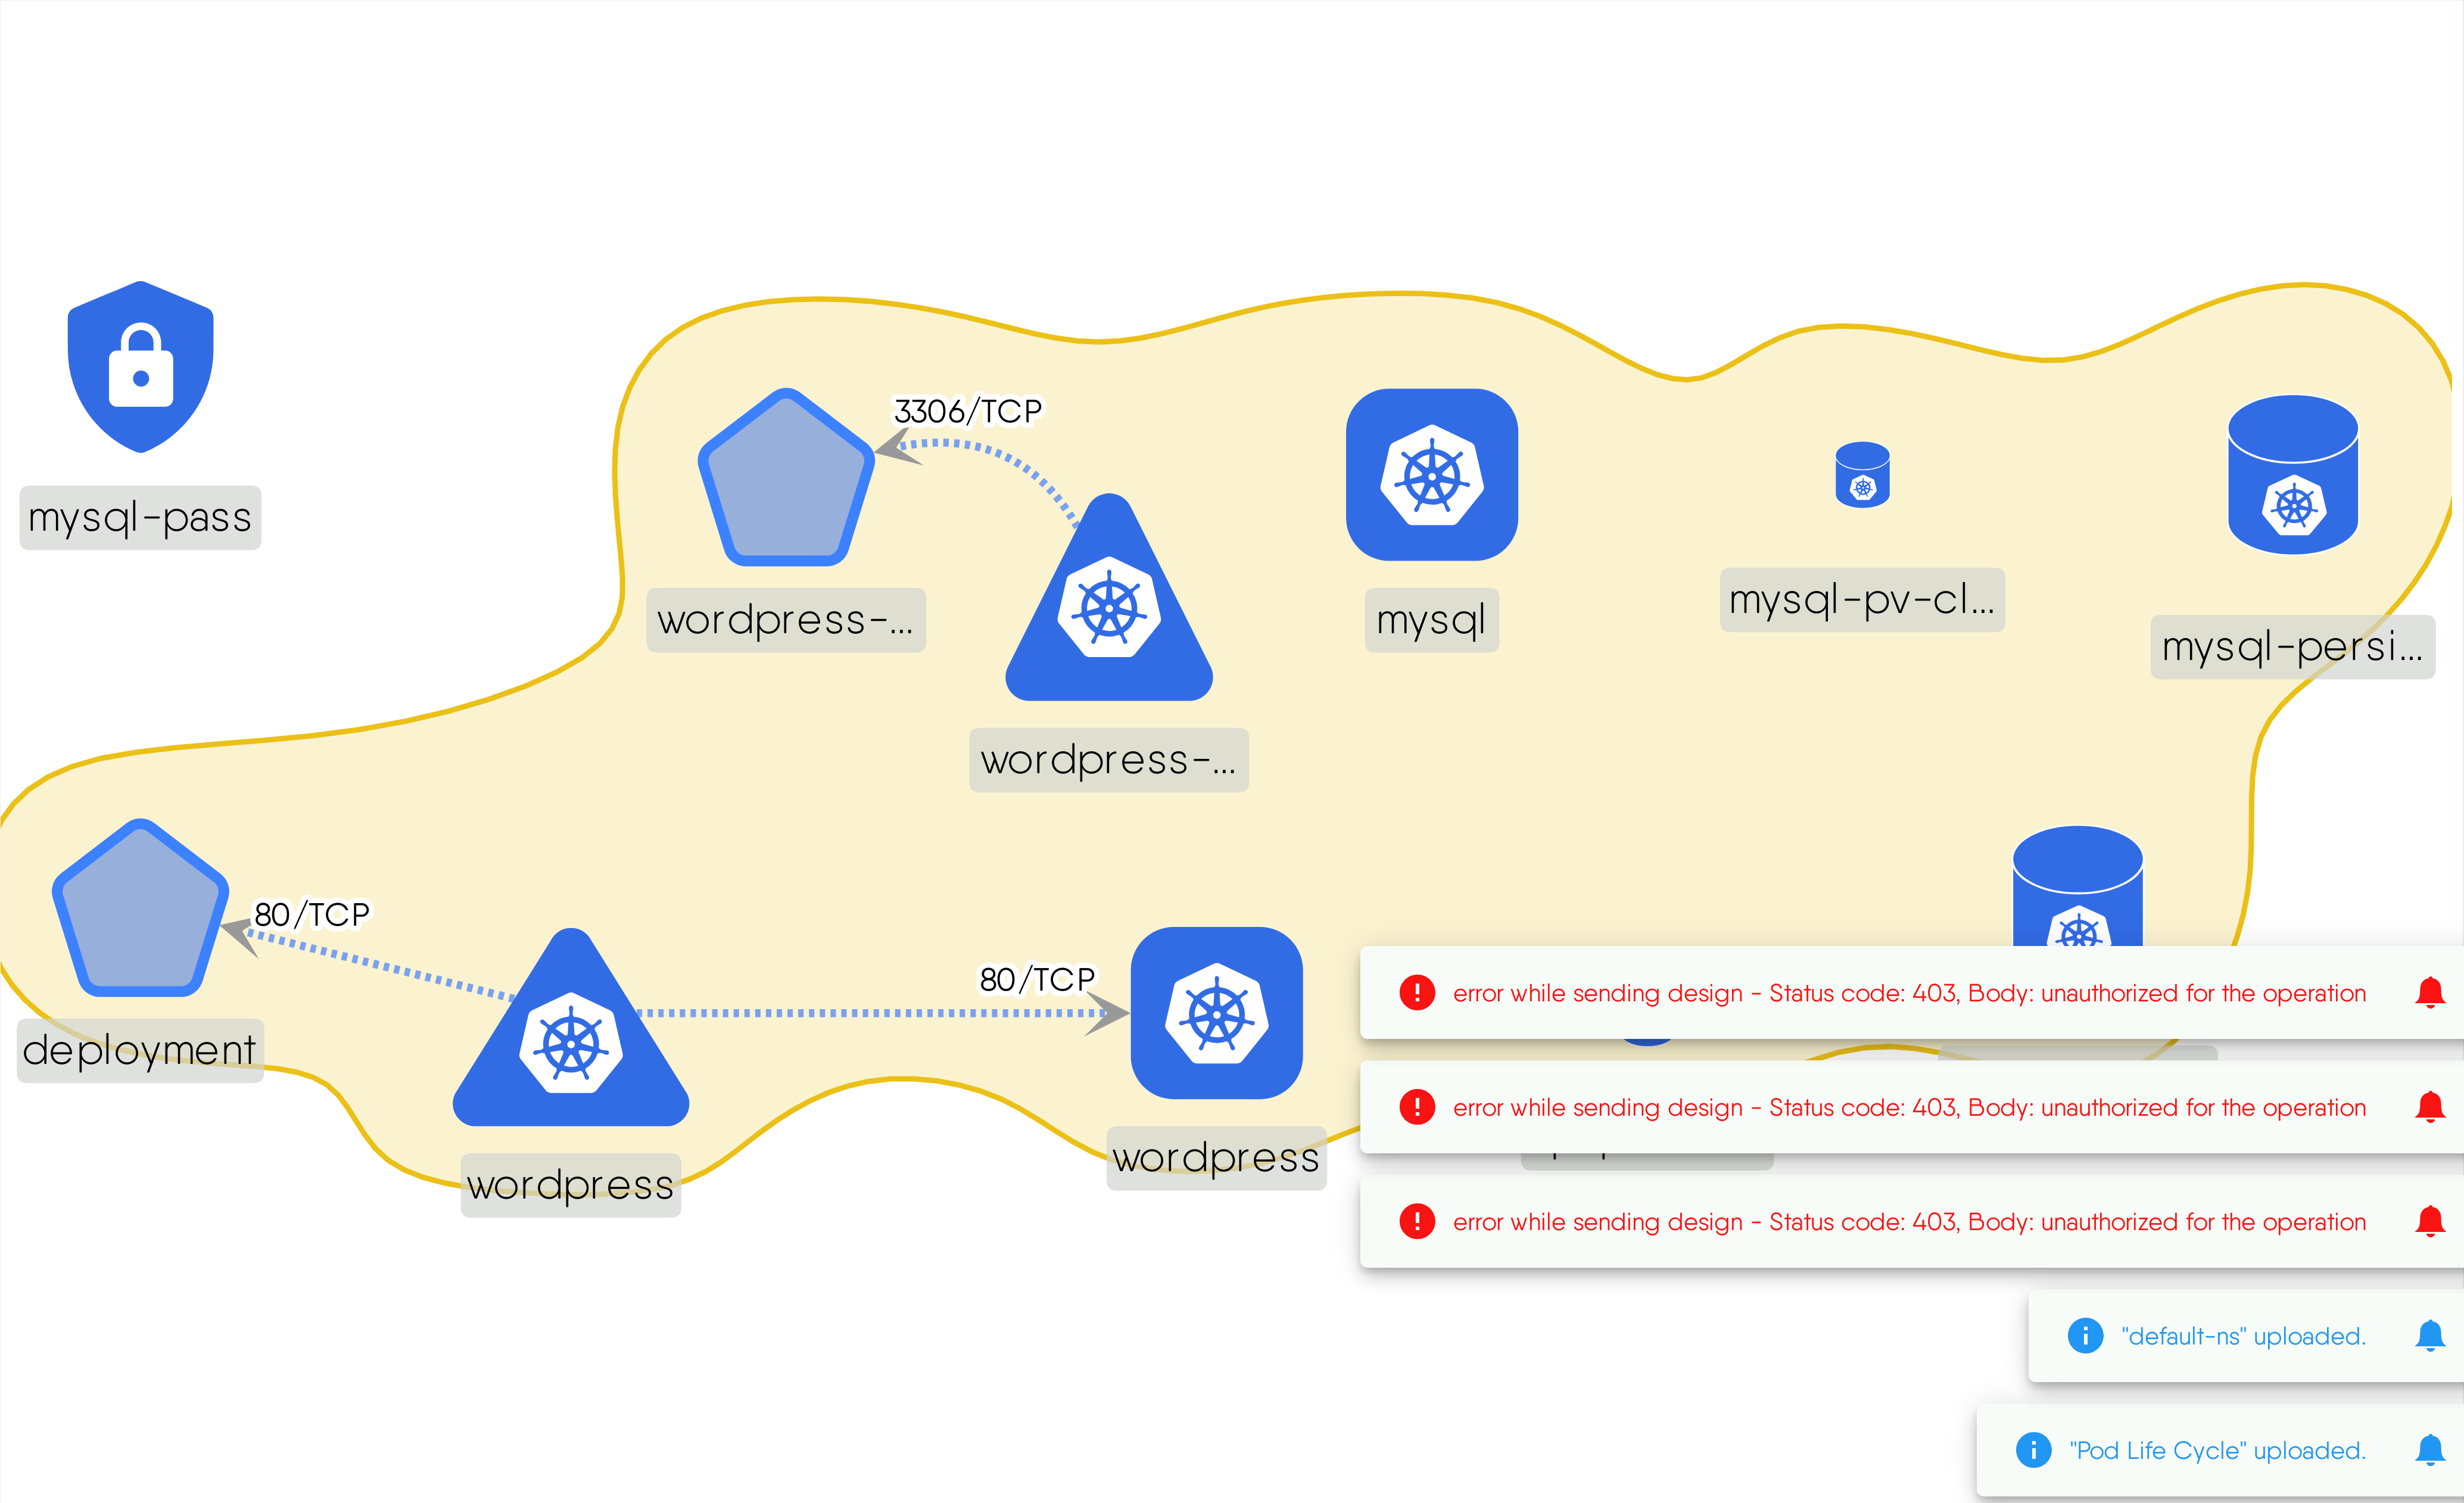 mysql-pass
3306/TCP
wordpress-...
wordpress-...
mysql
mysql-pv-cl...
mysql-persi...
80/TCP
deployment
80/TCP
wordpress
wordpress
error while sending design - Status code: 403, Body: unauthorized for the operation
error while sending design - Status code: 403, Body: unauthorized for the operation
error while sending design - Status code: 403, Body: unauthorized for the operation
"default-ns" uploaded.
"Pod Life Cycle" uploaded.